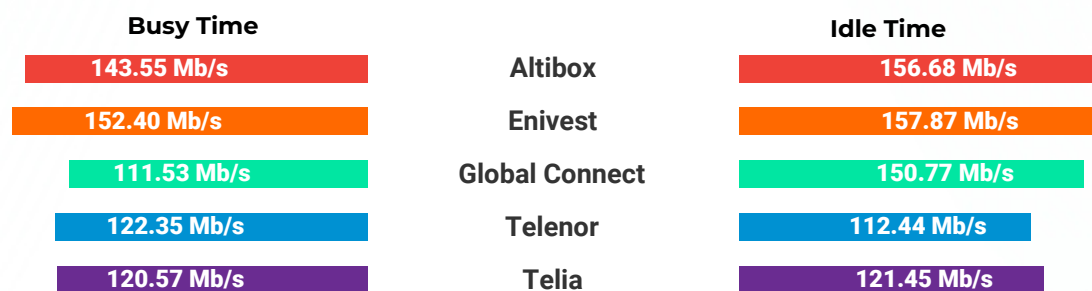 Busy Time Idle Time
143.55 Mb/s Altibox 156.68 Mb/s
152.40 Mb/s Enivest 157.87 Mb/s
111.53 Mb/s Global Connect 150.77 Mb/s
122.35 Mb/s Telenor 112.44 Mb/s
120.57 Mb/s Telia 121.45 Mb/s